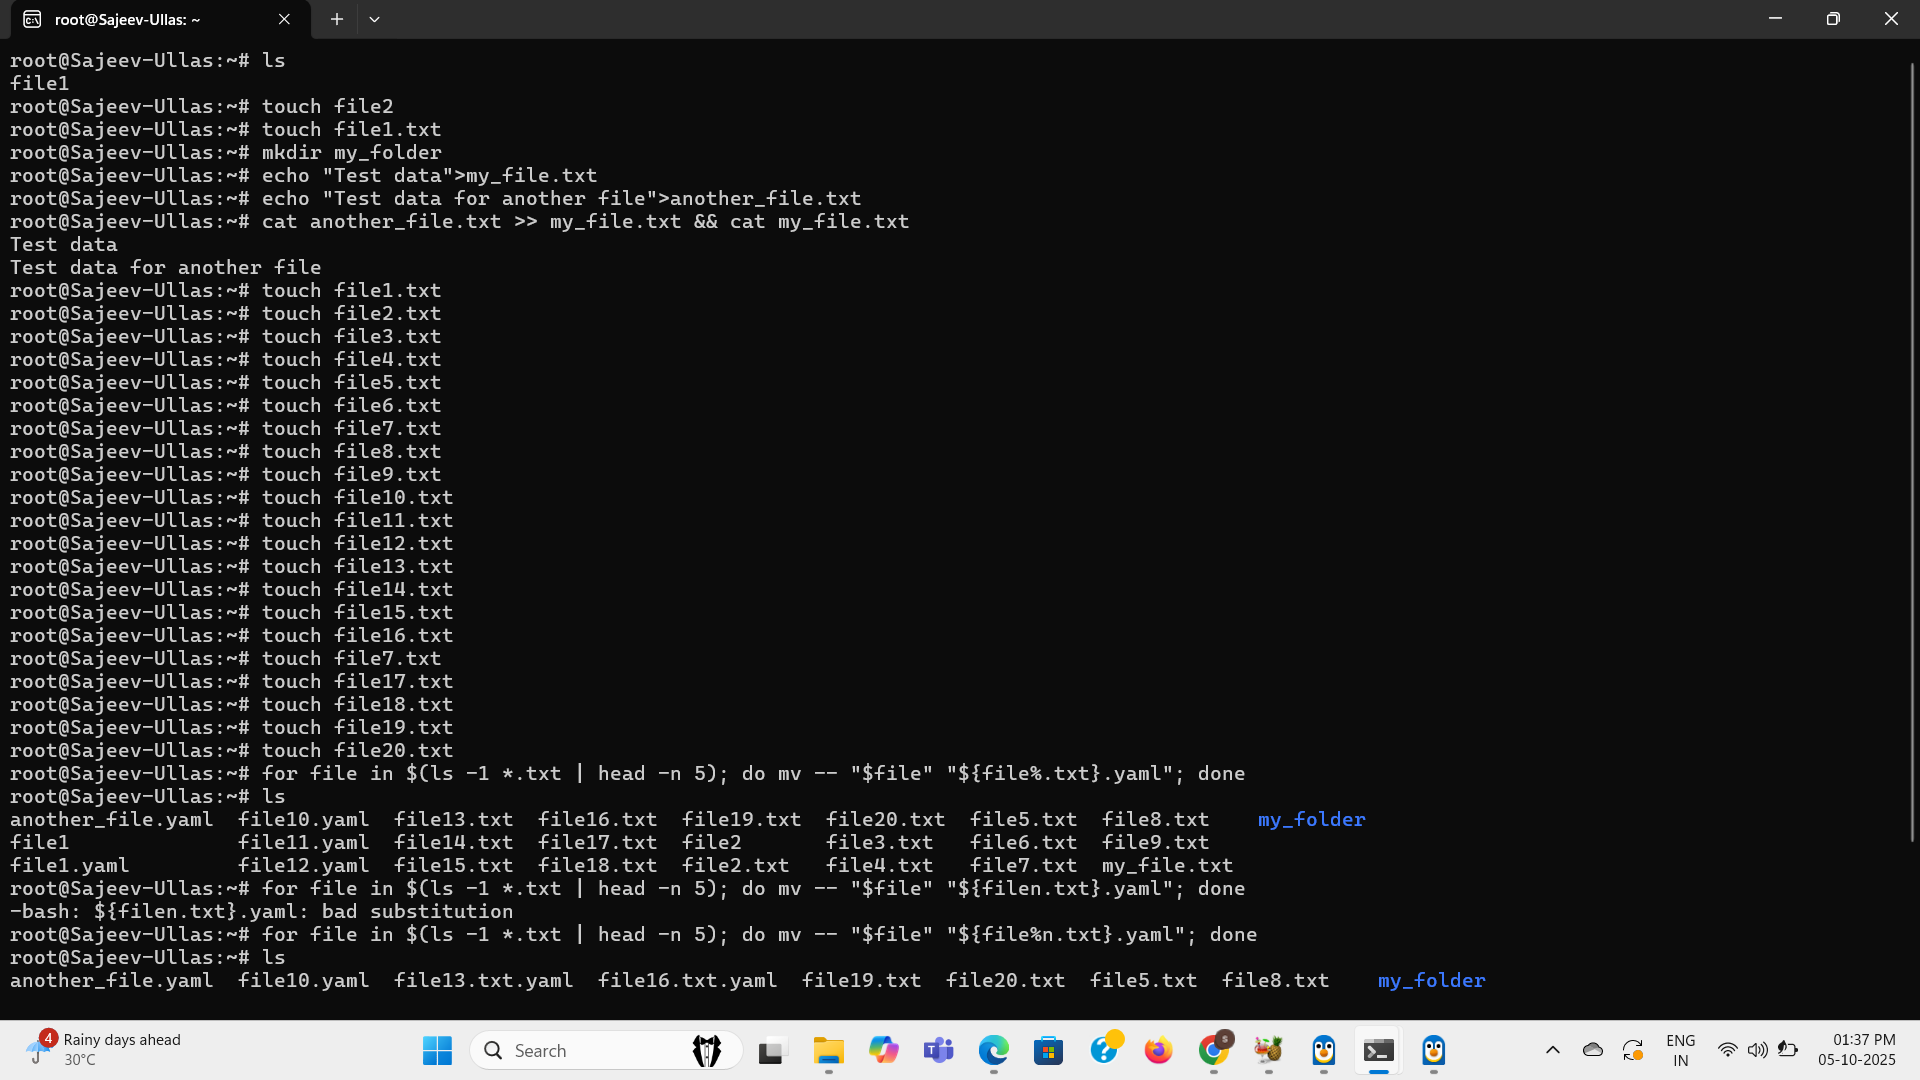 root@Sajeev-Ullas: ~
root@Sajeev-Ullas:~# ls
file1
root@Sajeev-Ullas:~# touch file2
root@Sajeev-Ullas:~# touch file1.txt
root@Sajeev-Ullas:~# mkdir my_folder
root@Sajeev-Ullas:~# echo "Test data">my_file.txt
root@Sajeev-Ullas:~# echo "Test data for another file">another_file.txt
root@Sajeev-Ullas:~# cat another_file.txt >> my_file.txt && cat my_file.txt
Test data
Test data for another file
root@Sajeev-Ullas:~# touch file1.txt
root@Sajeev-Ullas:~# touch file2.txt
root@Sajeev-Ullas:~# touch file3.txt
root@Sajeev-Ullas:~# touch file4.txt
root@Sajeev-Ullas:~# touch file5.txt
root@Sajeev-Ullas:~# touch file6.txt
root@Sajeev-Ullas:~# touch file7.txt
root@Sajeev-Ullas:~# touch file8.txt
root@Sajeev-Ullas:~# touch file9.txt
root@Sajeev-Ullas:~# touch file10.txt
root@Sajeev-Ullas:~# touch file11.txt
root@Sajeev-Ullas:~# touch file12.txt
root@Sajeev-Ullas:~# touch file13.txt
root@Sajeev-Ullas:~# touch file14.txt
root@Sajeev-Ullas:~# touch file15.txt
root@Sajeev-Ullas:~# touch file16.txt
root@Sajeev-Ullas:~# touch file7.txt
root@Sajeev-Ullas:~# touch file17.txt
root@Sajeev-Ullas:~# touch file18.txt
root@Sajeev-Ullas:~# touch file19.txt
root@Sajeev-Ullas:~# touch file20.txt
root@Sajeev-Ullas:~# for file in $(ls -1 *.txt | head -n 5); do mv -- "$file" "${file%.txt}.yaml"; done
root@Sajeev-Ullas:~# ls
another_file.yaml  file10.yaml  file13.txt  file16.txt  file19.txt  file20.txt  file5.txt  file8.txt    my_folder
file1              file11.yaml  file14.txt  file17.txt  file2       file3.txt   file6.txt  file9.txt
file1.yaml         file12.yaml  file15.txt  file18.txt  file2.txt   file4.txt   file7.txt  my_file.txt
root@Sajeev-Ullas:~# for file in $(ls -1 *.txt | head -n 5); do mv -- "$file" "${filen.txt}.yaml"; done
-bash: ${filen.txt}.yaml: bad substitution
root@Sajeev-Ullas:~# for file in $(ls -1 *.txt | head -n 5); do mv -- "$file" "${file%n.txt}.yaml"; done
root@Sajeev-Ullas:~# ls
another_file.yaml  file10.yaml  file13.txt.yaml  file16.txt.yaml  file19.txt  file20.txt  file5.txt  file8.txt    my_folder
4
Rainy days ahead
30°C
Search
ENG
IN
01:37 PM
05-10-2025